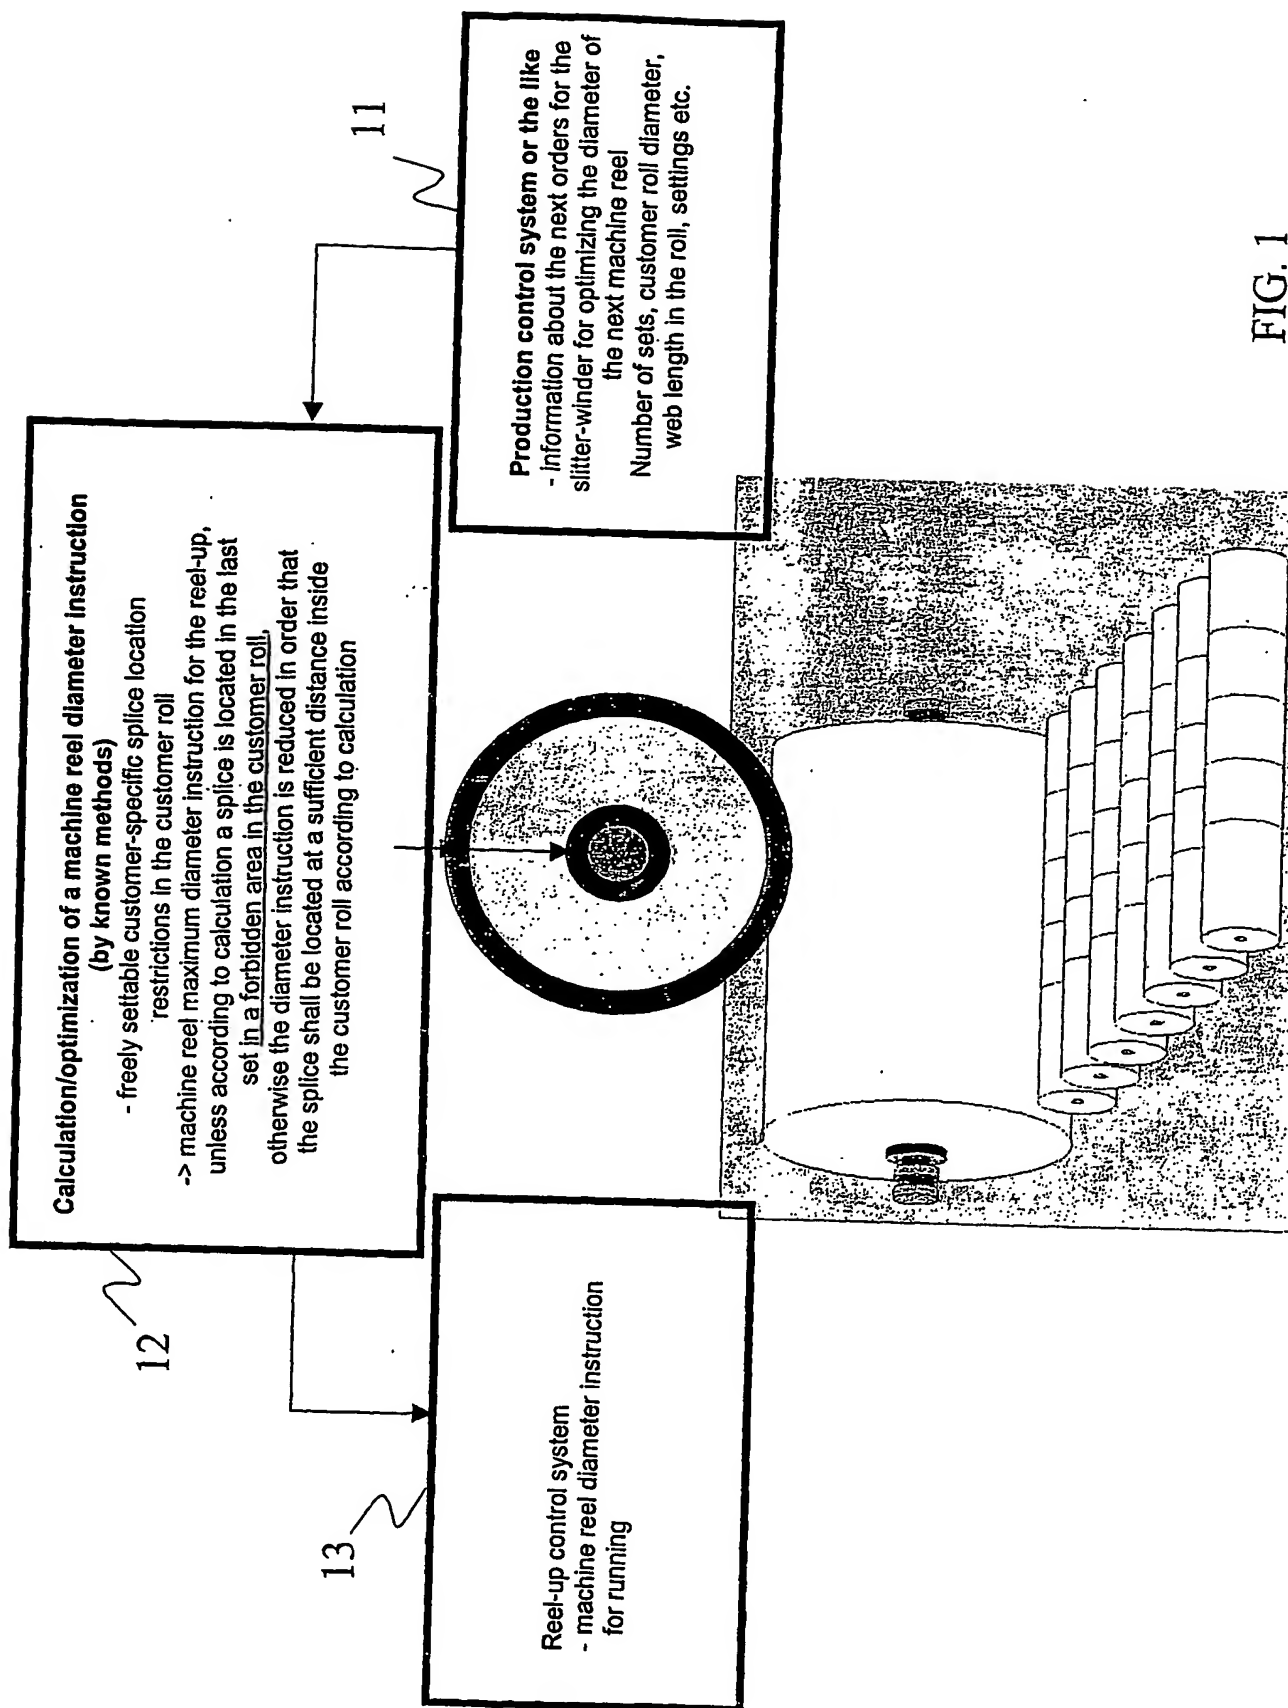 12
Calculation/optimization of a machine reel diameter instruction
(by known methods)
- freely settable customer-specific splice location
restrictions in the customer roll
-> machine reel maximum diameter instruction for the reel-up,
unless according to calculation a splice is located in the last
set in a forbidden area in the customer roll,
otherwise the diameter instruction is reduced in order that
the splice shall be located at a sufficient distance inside
the customer roll according to calculation
13
Reel-up control system
- machine reel diameter instruction
for running
11
Production control system or the like
- information about the next orders for the
slitter-winder for optimizing the diameter of
the next machine reel
Number of sets, customer roll diameter,
web length in the roll, settings etc.
FIG. 1